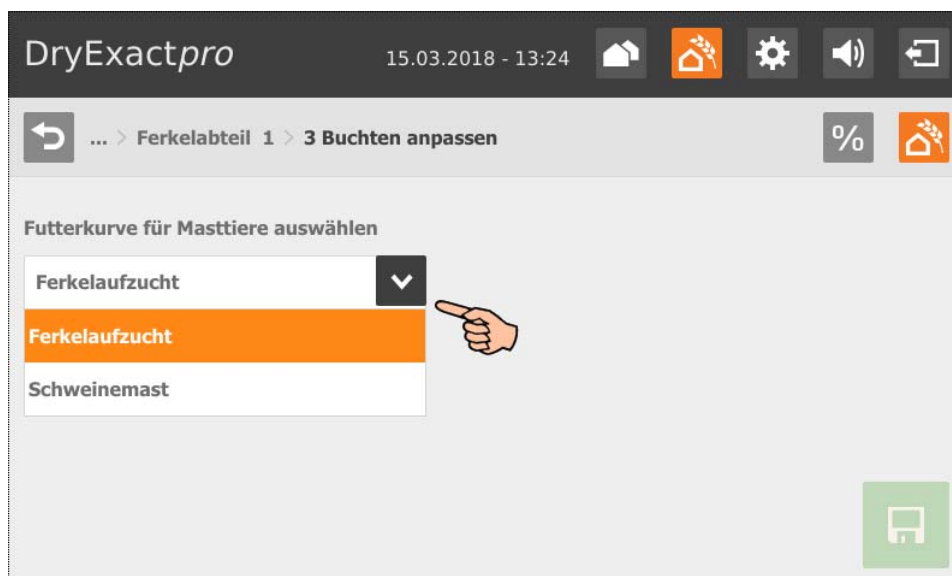 DryExactpro 15.03.2018 - 13:24
... > Ferkelabteil 1 > 3 Buchten anpassen %
Futterkurve für Masttiere auswählen
Ferkelaufzucht
Ferkelaufzucht
Schweinemast